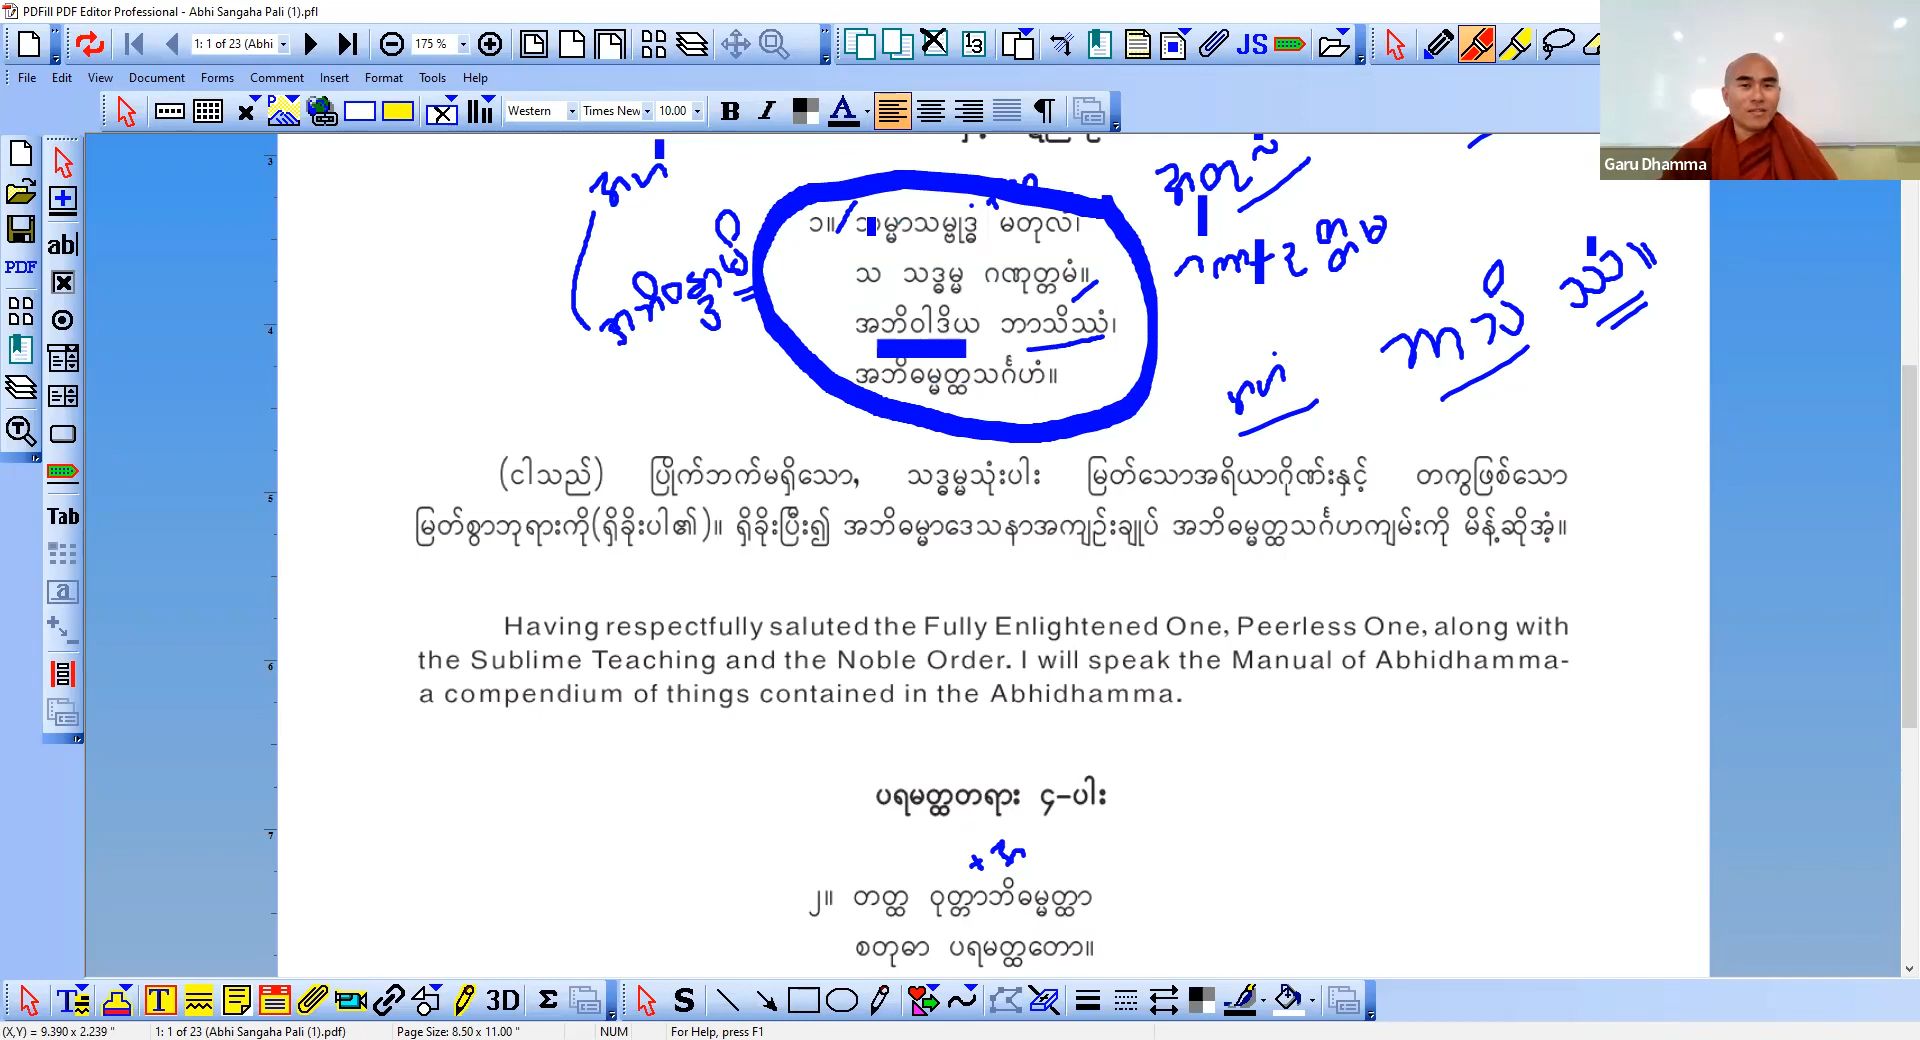 PDFill PDF Editor Professional - Abhi Sangaha Pali (1).pfl
1: 1 of 23 (Abhi
175 %
JS
File Edit View Document Forms Comment Insert Format Tools Help
Western Times New 10.00
Garu Dhamma
၁။ သမ္မာသမ္ဗုဒ္ဓ မတုလံ၊
သ သဒ္ဓမ္မ ဂဏုတ္တမံ။
အဘိဝါဒိယ ဘာသိဿံ၊
အဘိဓမ္မတ္ထသင်္ဂဟံ။
(ငါသည်) ပြိုက်ဘက်မရှိသော, သဒ္ဓမ္မသုံးပါး မြတ်သောအရိယာဂိုဏ်းနှင့် တကွဖြစ်သော
မြတ်စွာဘုရားကို(ရှိခိုးပါ၏)။ ရှိခိုးပြီး၍ အဘိဓမ္မာဒေသနာအကျဉ်းချုပ် အဘိဓမ္မတ္ထသင်္ဂဟကျမ်းကို မိန့်ဆိုအံ့။
Having respectfully saluted the Fully Enlightened One, Peerless One, along with
the Sublime Teaching and the Noble Order. I will speak the Manual of Abhidhamma-
a compendium of things contained in the Abhidhamma.
ပရမတ္ထတရား ၄-ပါး
၂။ တတ္ထ ဝုတ္တာဘိဓမ္မတ္ထာ
စတုဓာ ပရမတ္ထတော။
PDF
ab|
Tab
3D
(X,Y) = 9.390 x 2.239 " 1: 1 of 23 (Abhi Sangaha Pali (1).pdf) Page Size: 8.50 x 11.00 " NUM For Help, press F1